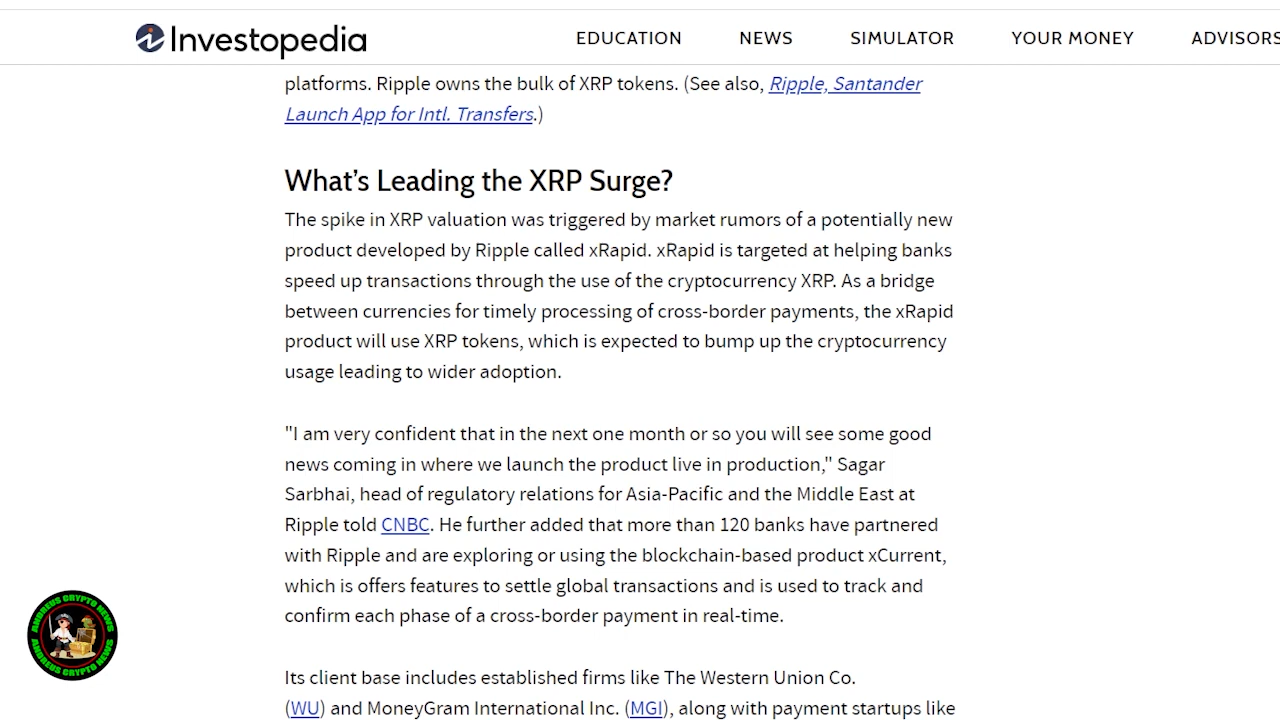 Investopedia
EDUCATION NEWS SIMULATOR YOUR MONEY ADVISORS
platforms. Ripple owns the bulk of XRP tokens. (See also, Ripple, Santander
Launch App for Intl. Transfers.)
What's Leading the XRP Surge?
The spike in XRP valuation was triggered by market rumors of a potentially new
product developed by Ripple called xRapid. xRapid is targeted at helping banks
speed up transactions through the use of the cryptocurrency XRP. As a bridge
between currencies for timely processing of cross-border payments, the xRapid
product will use XRP tokens, which is expected to bump up the cryptocurrency
usage leading to wider adoption.
"I am very confident that in the next one month or so you will see some good
news coming in where we launch the product live in production," Sagar
Sarbhai, head of regulatory relations for Asia-Pacific and the Middle East at
Ripple told CNBC. He further added that more than 120 banks have partnered
with Ripple and are exploring or using the blockchain-based product xCurrent,
which is offers features to settle global transactions and is used to track and
confirm each phase of a cross-border payment in real-time.
Its client base includes established firms like The Western Union Co.
(WU) and MoneyGram International Inc. (MGI), along with payment startups like
ANDREUS CRYPTO NEWS
ANDREUS CRYPTO NEWS